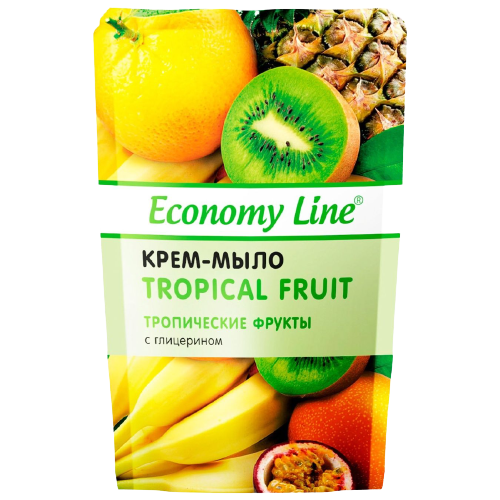 Economy Line®
КРЕМ-МЫЛО
TROPICAL FRUIT
ТРОПИЧЕСКИЕ ФРУКТЫ
с глицерином